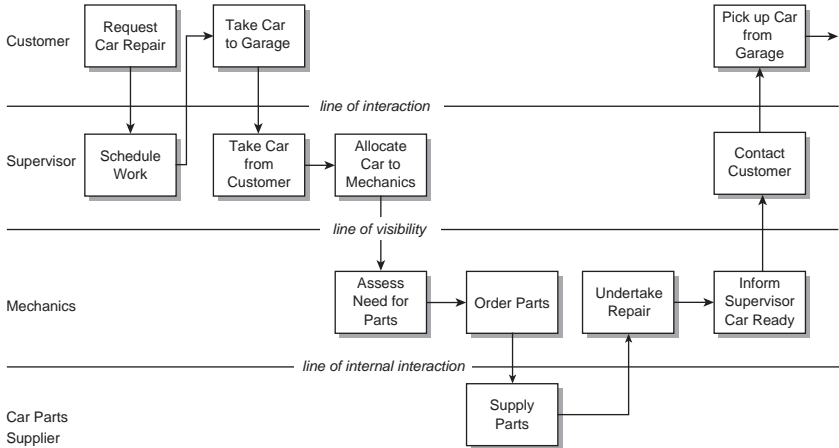 Customer
Request
Car Repair
Take Car
to Garage
Pick up Car
from
Garage
line of interaction
Supervisor
Schedule
Work
Take Car
from
Customer
Allocate
Car to
Mechanics
Contact
Customer
line of visibility
Mechanics
Assess
Need for
Parts
Order Parts
Undertake
Repair
Inform
Supervisor
Car Ready
line of internal interaction
Car Parts
Supplier
Supply
Parts